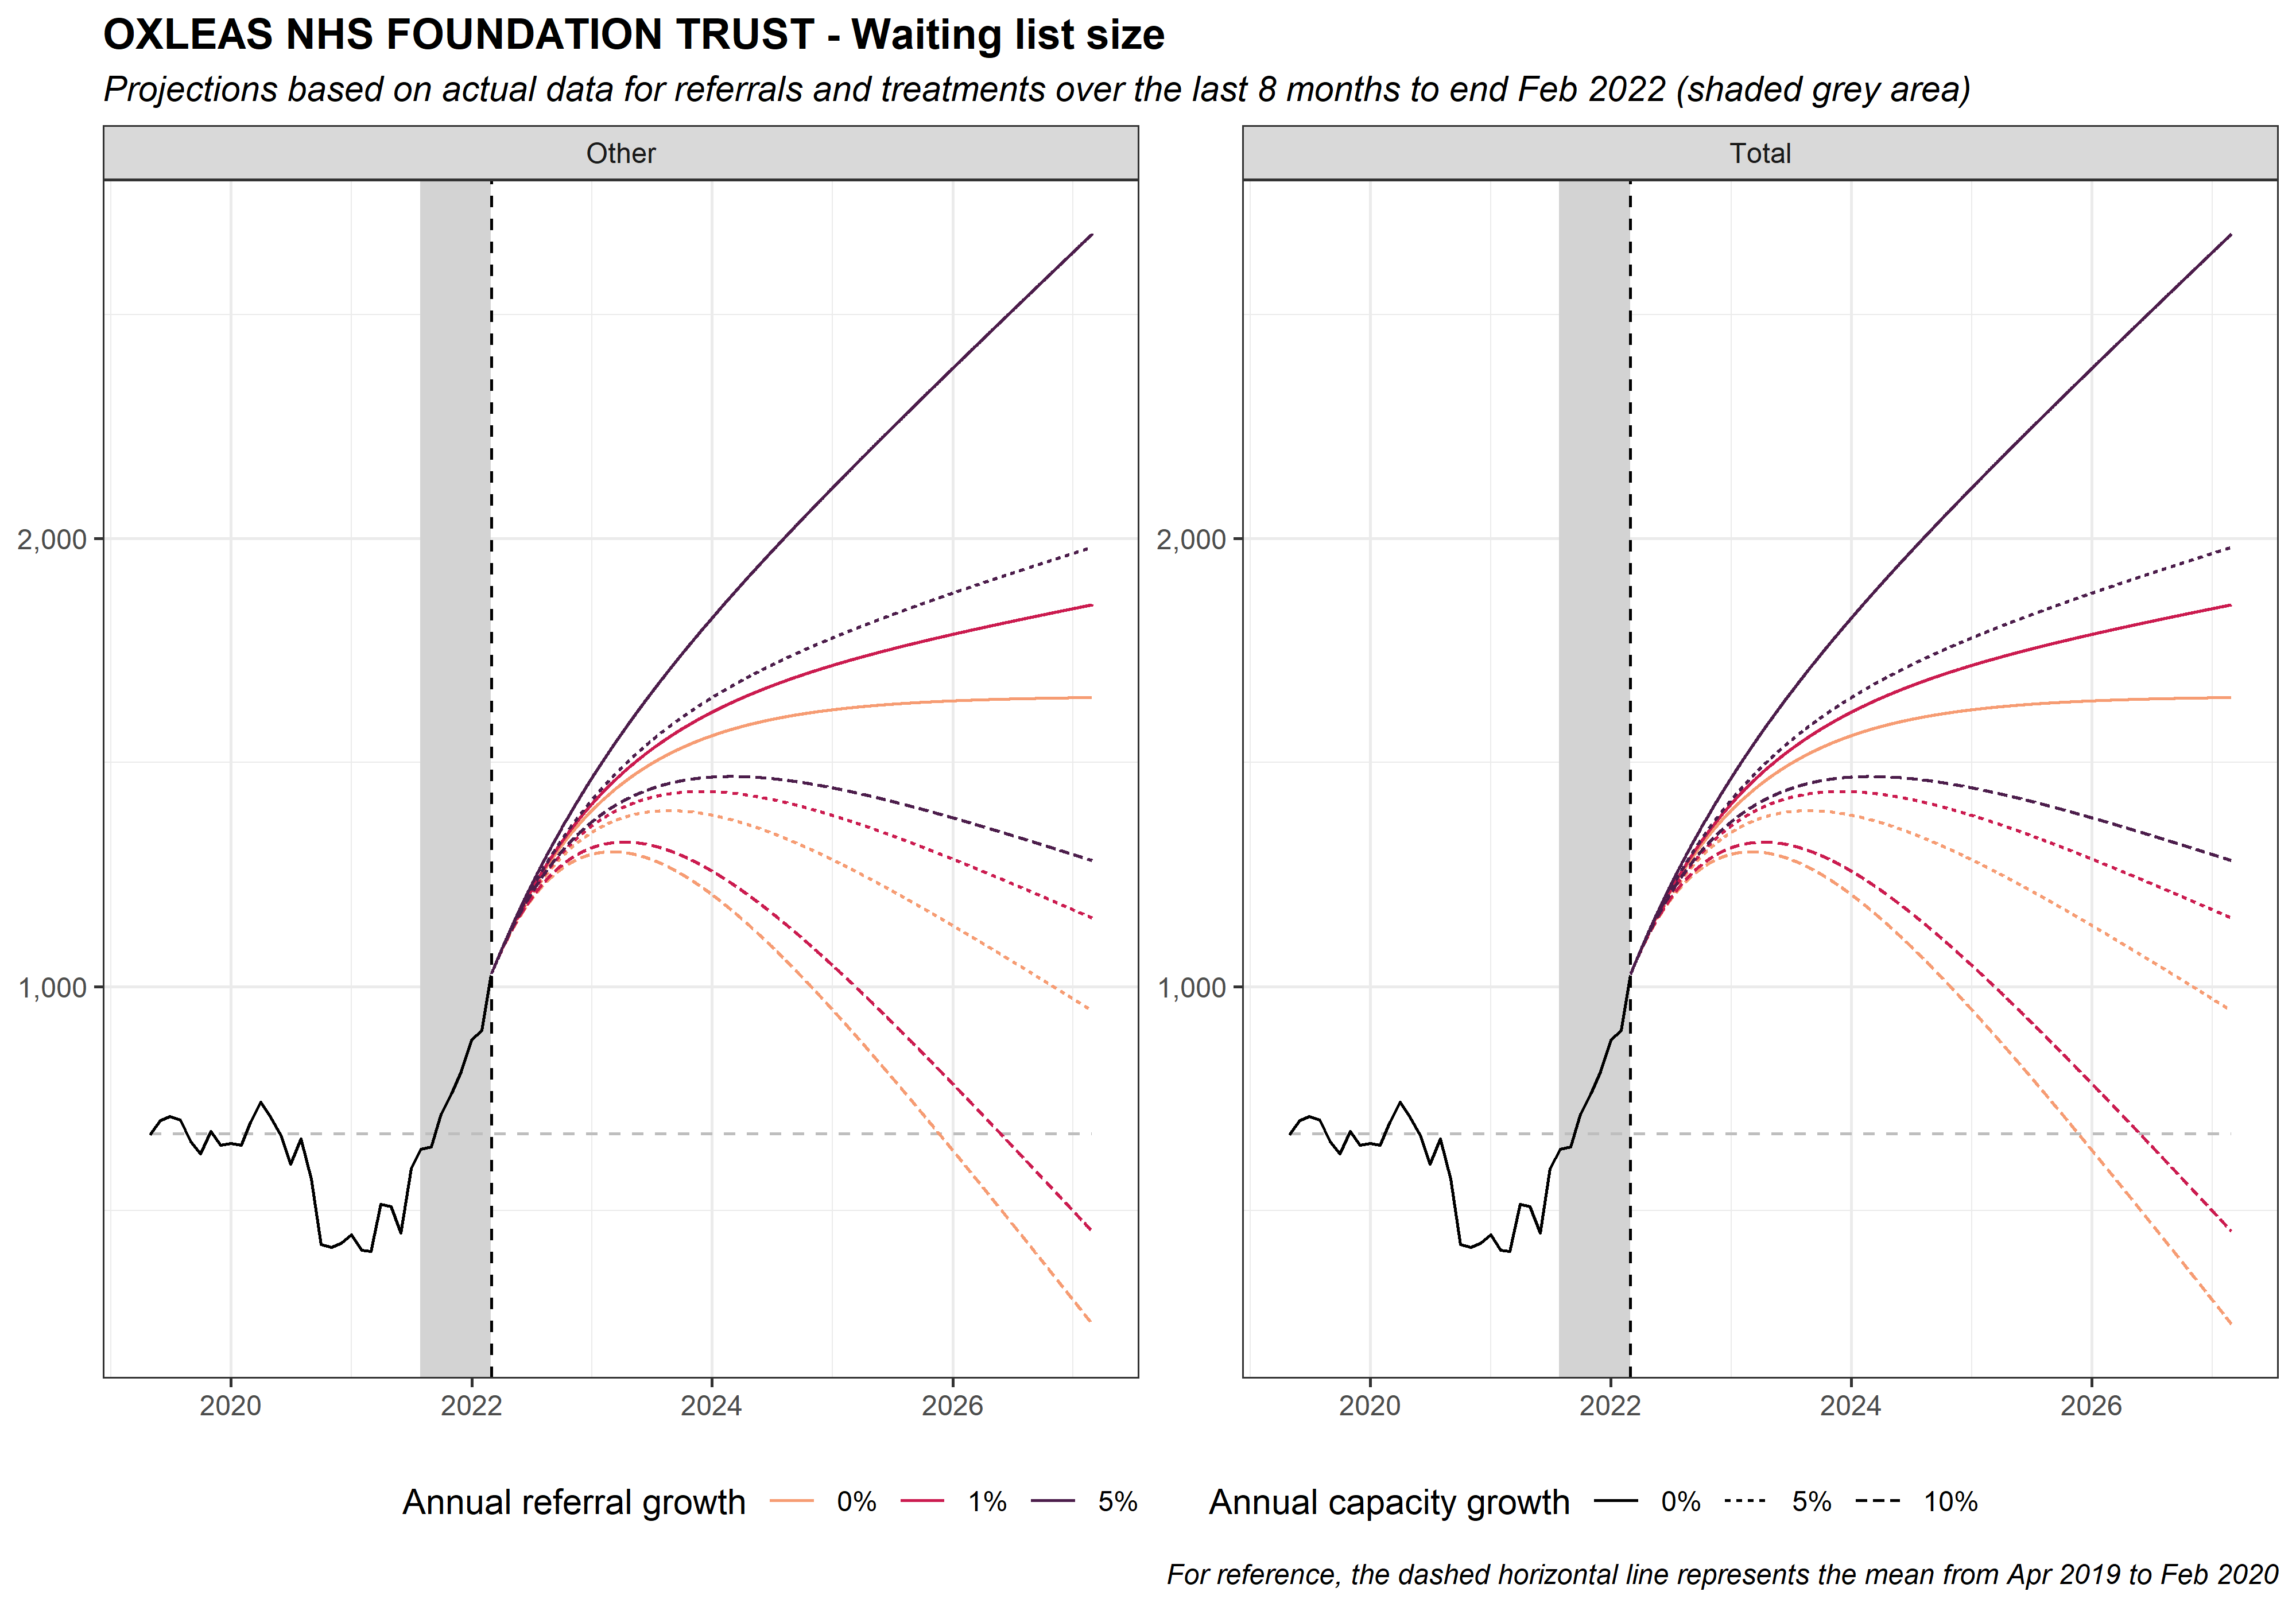 OXLEAS NHS FOUNDATION TRUST - Waiting list size
Projections based on actual data for referrals and treatments over the last 8 months to end Feb 2022 (shaded grey area)
Other
Total
2,000
1,000
2,000
1,000
2020 2022 2024 2026
2020 2022 2024 2026
Annual referral growth 0% 1% 5%
Annual capacity growth 0% 5% 10%
For reference, the dashed horizontal line represents the mean from Apr 2019 to Feb 2020